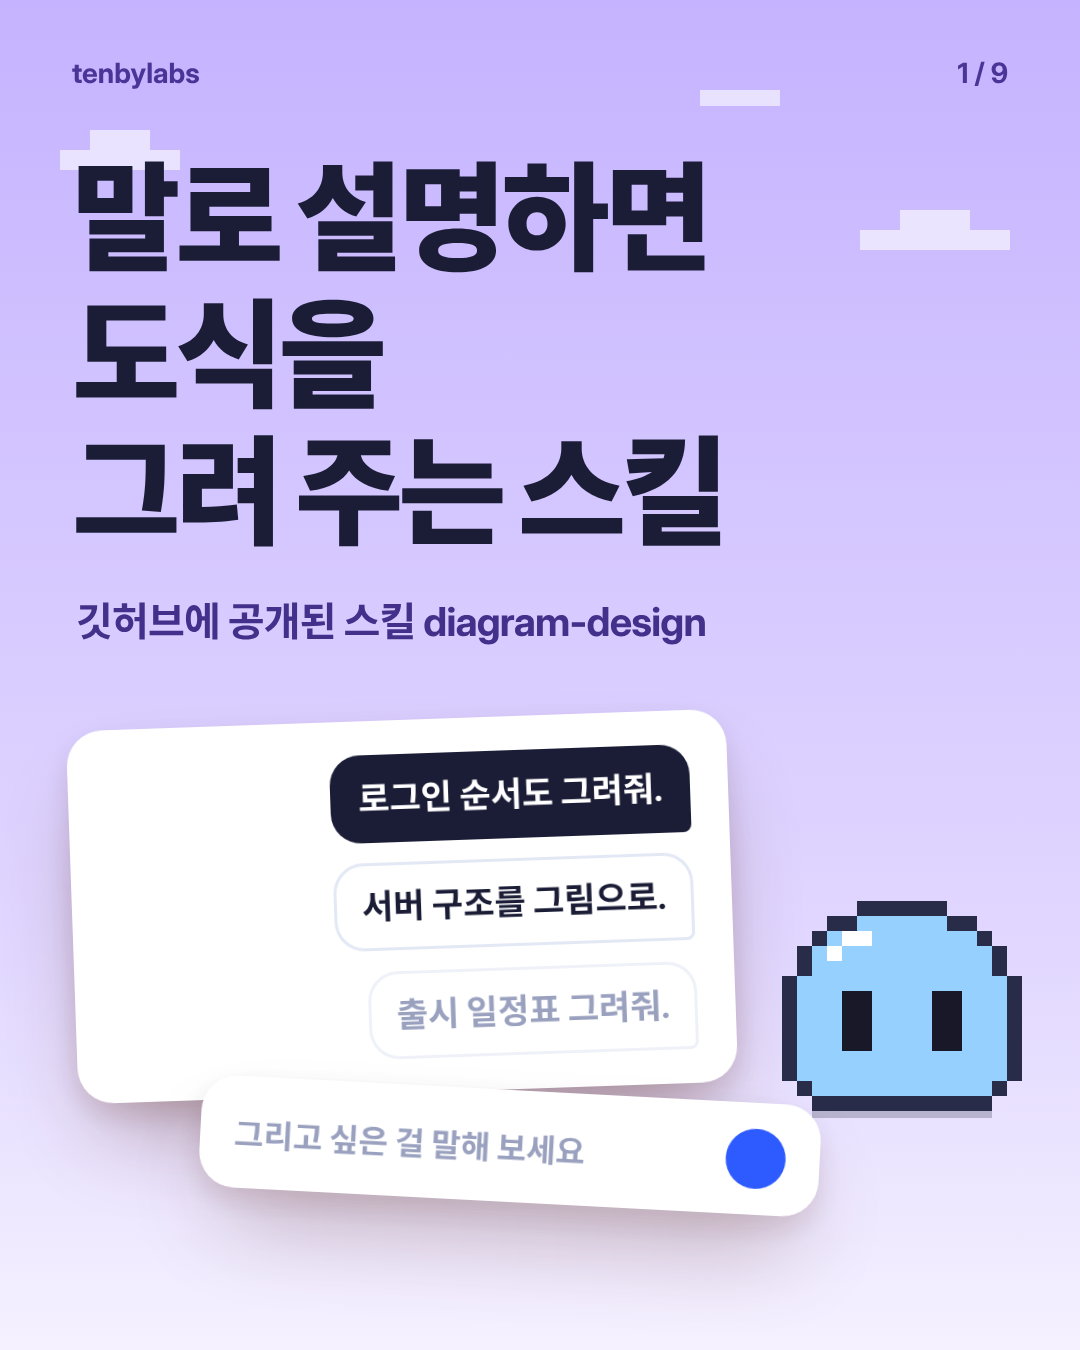 tenbylabs
1 / 9
말로 설명하면
도식을
그려 주는 스킬
깃허브에 공개된 스킬 diagram-design
로그인 순서도 그려줘.
서버 구조를 그림으로.
출시 일정표 그려줘.
그리고 싶은 걸 말해 보세요